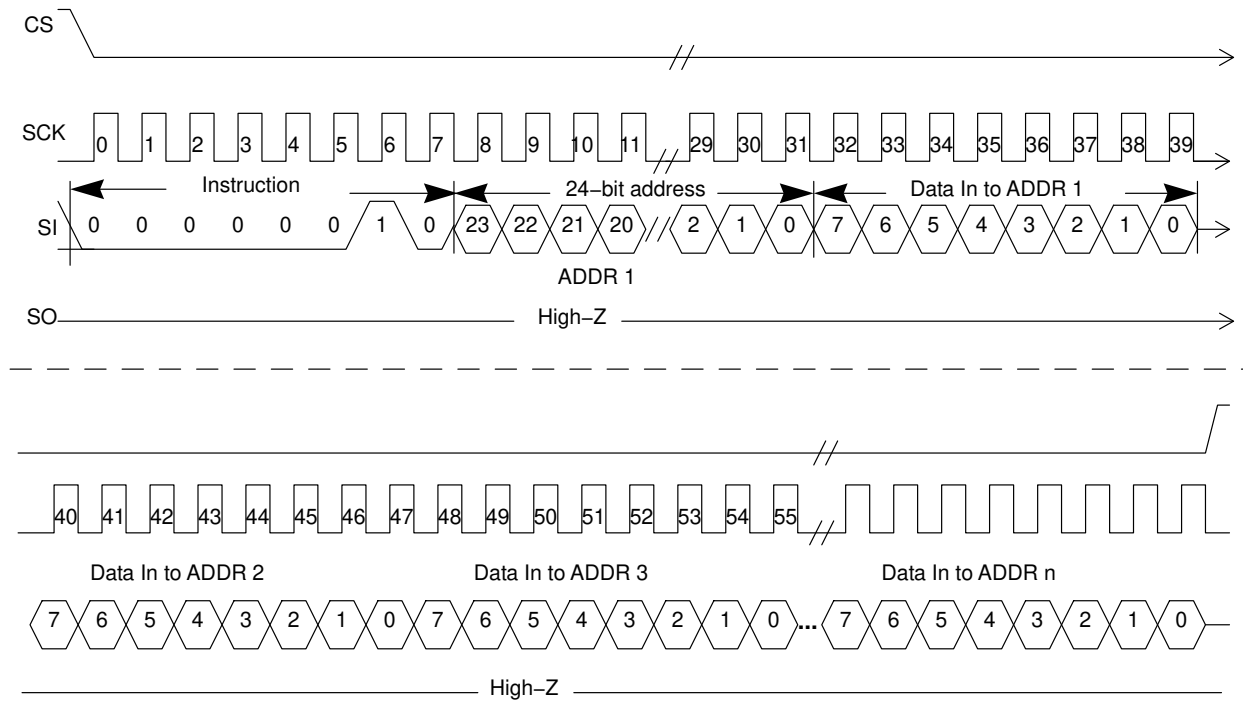 CS
SCK
0 1 2 3 4 5 6 7 8 9 10 11 29 30 31 32 33 34 35 36 37 38 39
Instruction 24−bit address Data In to ADDR 1
SI 0 0 0 0 0 0 1 0 23 22 21 20 2 1 0 7 6 5 4 3 2 1 0
ADDR 1
SO High−Z
40 41 42 43 44 45 46 47 48 49 50 51 52 53 54 55
Data In to ADDR 2 Data In to ADDR 3 Data In to ADDR n
7 6 5 4 3 2 1 0 7 6 5 4 3 2 1 0 ... 7 6 5 4 3 2 1 0
High−Z